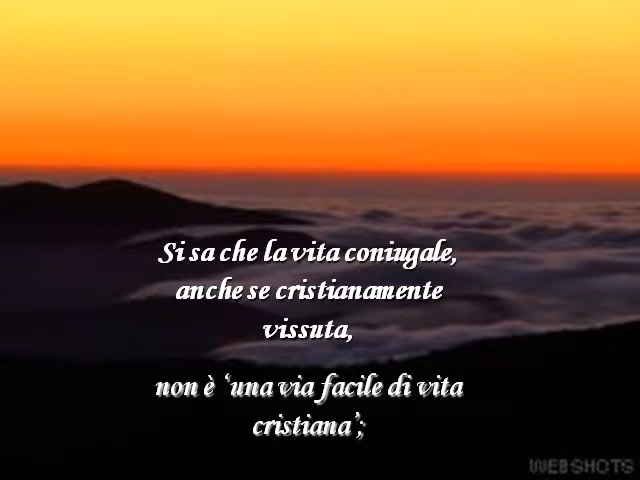 Si sa che la vita coniugale,
anche se cristianamente
vissuta,
non è ‘una via facile di vita
cristiana’;
WEBSHOTS